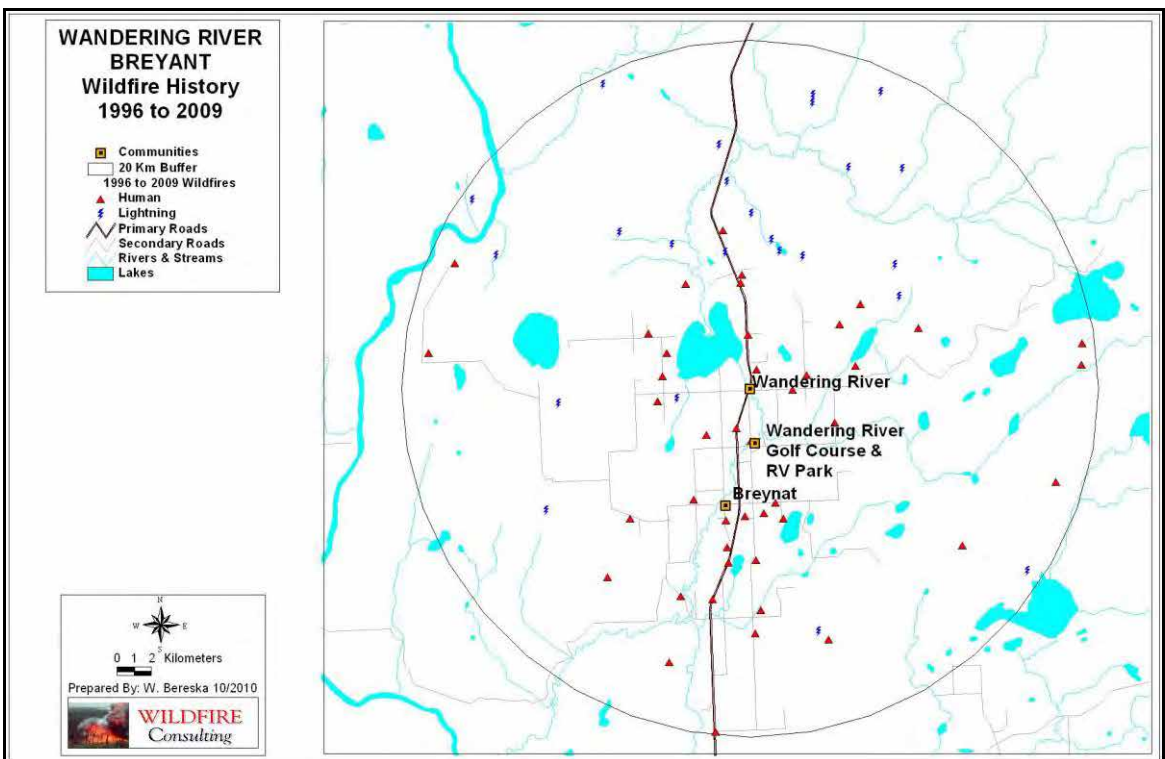 WANDERING RIVER
BREYANT
Wildfire History
1996 to 2009
Communities
20 Km Buffer
1996 to 2009 Wildfires
Human
Lightning
Primary Roads
Secondary Roads
Rivers & Streams
Lakes
Wandering River
Wandering River
Golf Course &
RV Park
Breynat
N
W E
S
0 1 2 Kilometers
Prepared By: W. Bereska 10/2010
WILDFIRE
Consulting